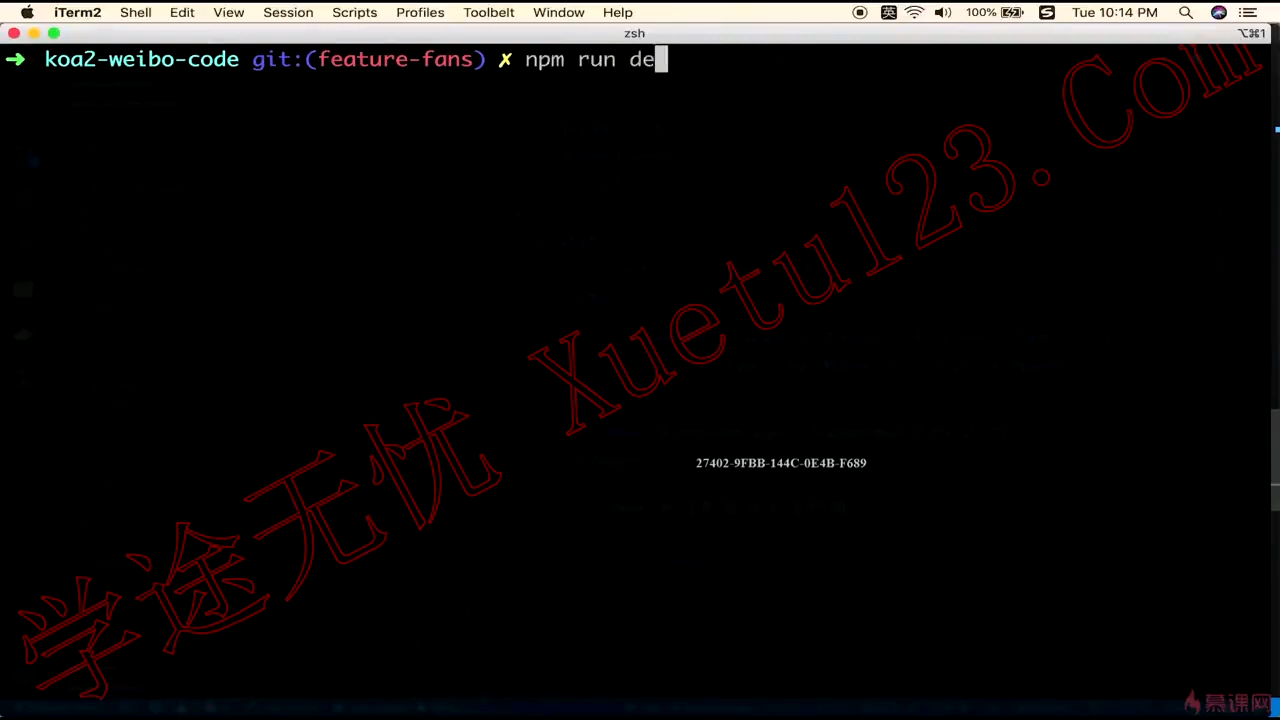 iTerm2 Shell Edit View Session Scripts Profiles Toolbelt Window Help 英 100% Tue 10:14 PM
zsh ⌥⌘1
➜ koa2-weibo-code git:(feature-fans) ✗ npm run de
学途无忧 Xuetu123.Com
27402-9FBB-144C-0E4B-F689
慕课网